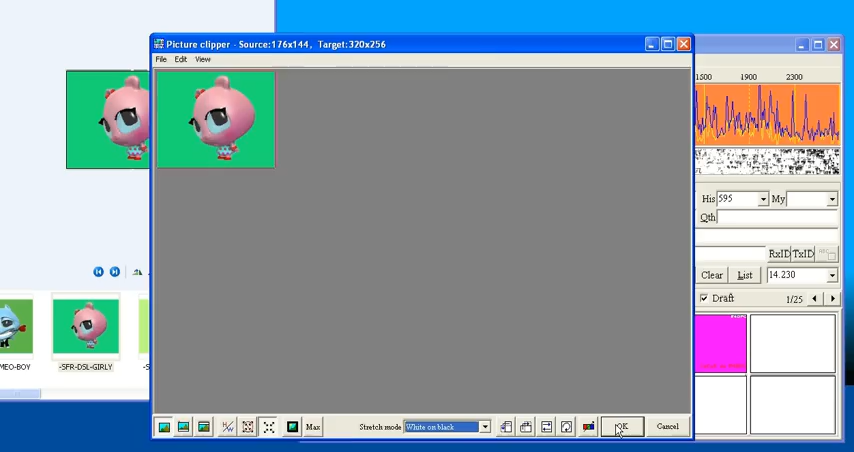 Picture clipper - Source:176x144, Target:320x256
File Edit View
1500 1900 2300
His 595 My
Qth
RxID TxID
Clear List 14.230
Draft 1/25
MEO-BOY
-SFR-DSL-GIRLY
-S
H/W
Max
Stretch mode White on black
OK
Cancel